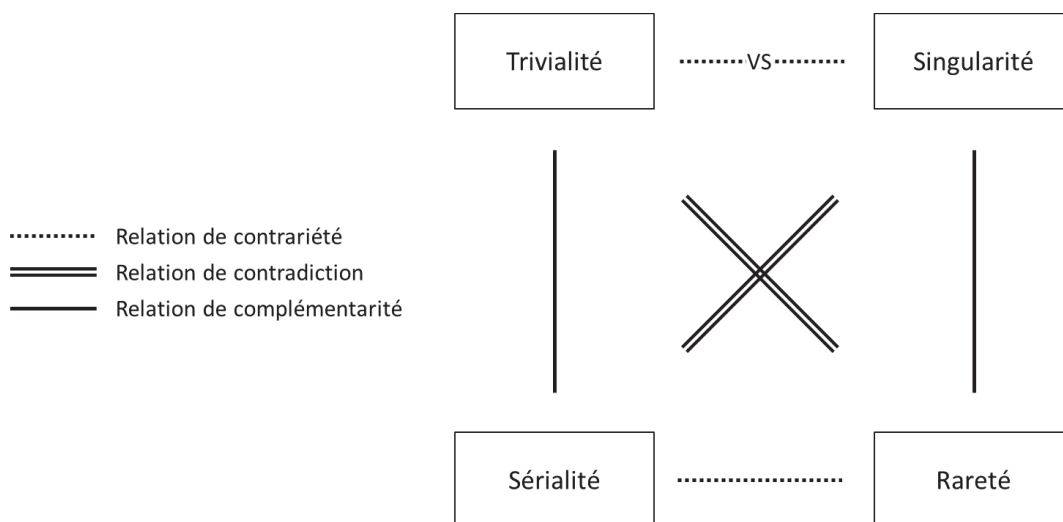 Trivialité
VS
Singularité
Relation de contrariété
Relation de contradiction
Relation de complémentarité
Sérialité
Rareté